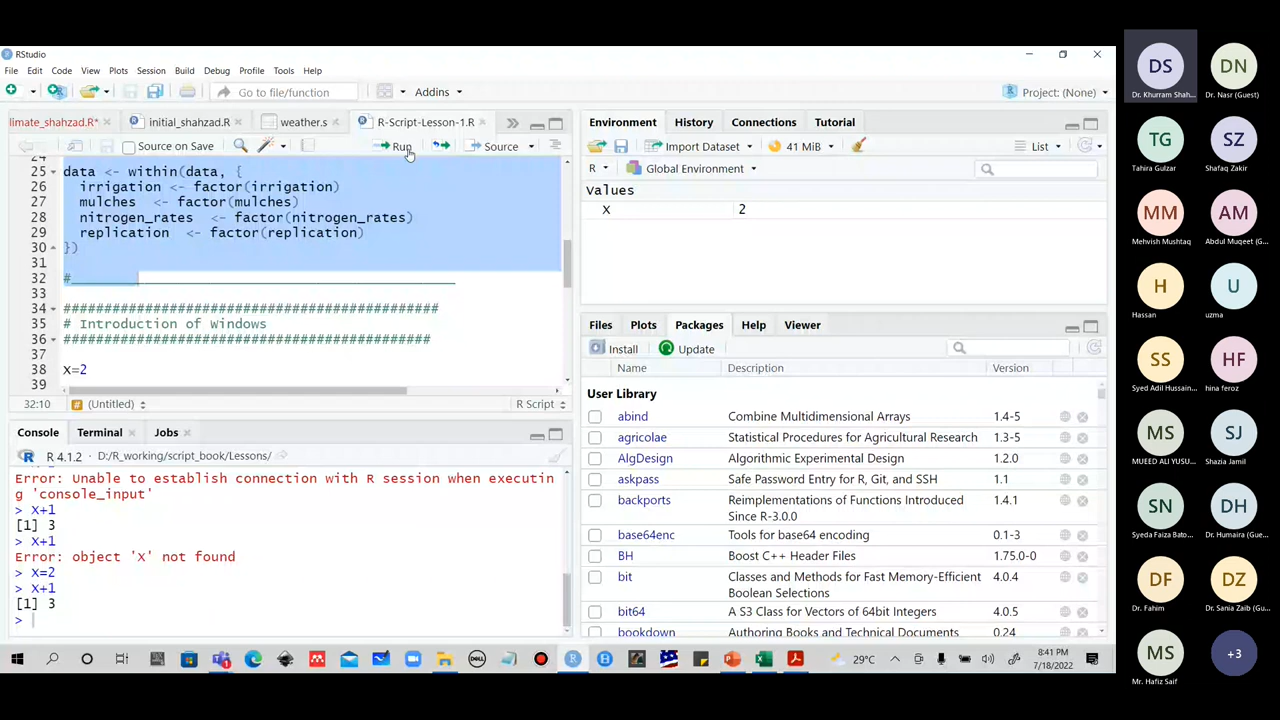 RStudio
File Edit Code View Plots Session Build Debug Profile Tools Help
Go to file/function Addins Project: (None)
limate_shahzad.R* initial_shahzad.R weather.s R-Script-Lesson-1.R
Source on Save Run Source
24
25 data <- within(data, {
26 irrigation <- factor(irrigation)
27 mulches <- factor(mulches)
28 nitrogen_rates <- factor(nitrogen_rates)
29 replication <- factor(replication)
30 })
31
32 #
33
34 #############################################
35 # Introduction of Windows
36 ############################################
37
38 x=2
39
32:10 (Untitled) R Script
Console Terminal Jobs
R 4.1.2 · D:/R_working/script_book/Lessons/
Error: Unable to establish connection with R session when executin
g 'console_input'
> x+1
[1] 3
> x+1
Error: object 'x' not found
> x=2
> x+1
[1] 3
>
Environment History Connections Tutorial
Import Dataset 41 MiB List
R Global Environment
Values
x 2
Files Plots Packages Help Viewer
Install Update
Name Description Version
User Library
abind Combine Multidimensional Arrays 1.4-5
agricolae Statistical Procedures for Agricultural Research 1.3-5
AlgDesign Algorithmic Experimental Design 1.2.0
askpass Safe Password Entry for R, Git, and SSH 1.1
backports Reimplementations of Functions Introduced 1.4.1
Since R-3.0.0
base64enc Tools for base64 encoding 0.1-3
BH Boost C++ Header Files 1.75.0-0
bit Classes and Methods for Fast Memory-Efficient 4.0.4
Boolean Selections
bit64 A S3 Class for Vectors of 64bit Integers 4.0.5
bookdown Authoring Books and Technical Documents 0.24
29°C
8:41 PM
7/18/2022
DS DN
Dr. Khurram Shah... Dr. Nasr (Guest)
TG SZ
Tahira Gulzar Shafaq Zakir
MM AM
Mehvish Mushtaq Abdul Muqeet (G...
H U
Hassan uzma
SS HF
Syed Adil Hussain... hina feroz
MS SJ
MUEED ALI YUSU... Shazia Jamil
SN DH
Syeda Faiza Bato... Dr. Humaira (Gue...
DF DZ
Dr. Fahim Dr. Sania Zaib (Gu...
MS +3
Mr. Hafiz Saif